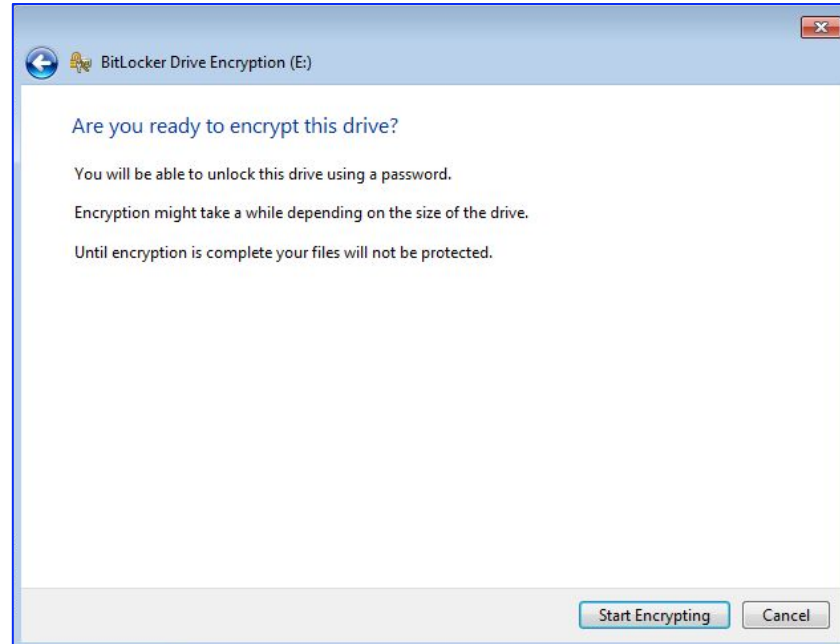 BitLocker Drive Encryption (E:)
Are you ready to encrypt this drive?
You will be able to unlock this drive using a password.
Encryption might take a while depending on the size of the drive.
Until encryption is complete your files will not be protected.
Start Encrypting
Cancel